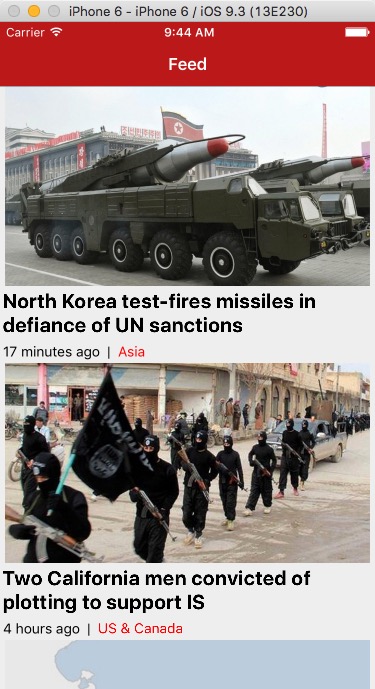 iPhone 6 - iPhone 6 / iOS 9.3 (13E230)
Carrier 9:44 AM
Feed
North Korea test-fires missiles in
defiance of UN sanctions
17 minutes ago | Asia
Two California men convicted of
plotting to support IS
4 hours ago | US & Canada